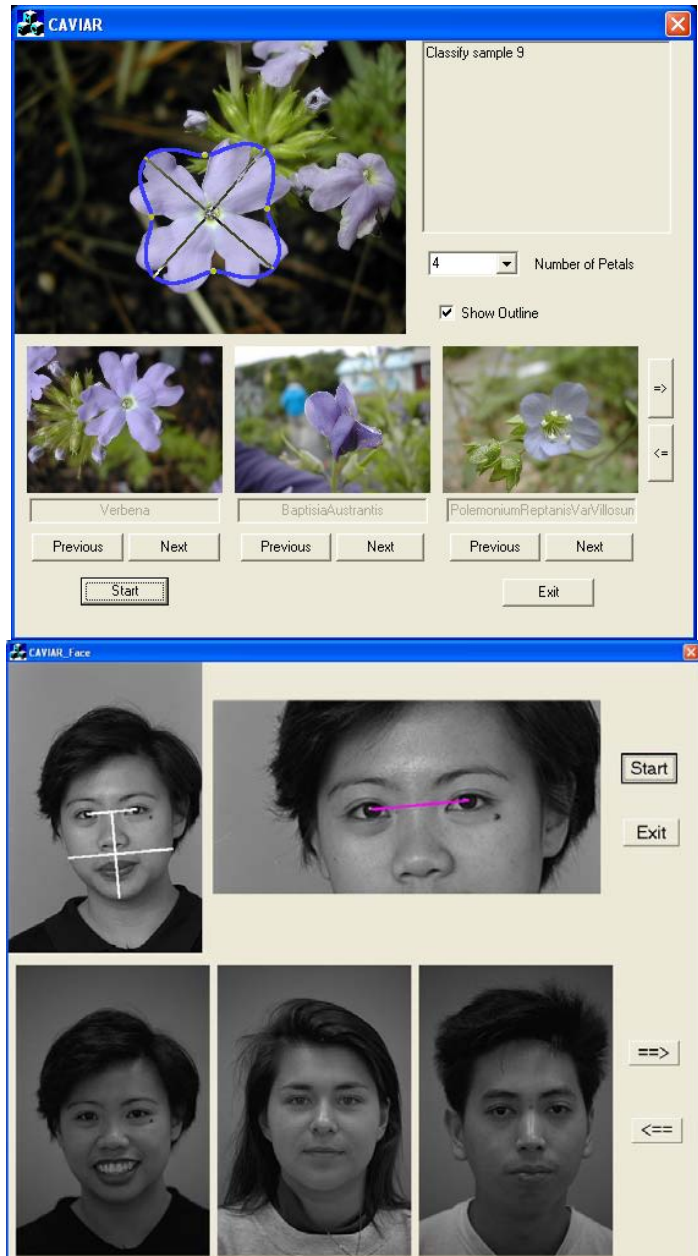 CAVIAR
Classify sample 9
4
Number of Petals
Show Outline
=>
<=
Verbena
BaptisiaAustrantis
PolemoniumReptanisVarVillosun
Previous
Next
Previous
Next
Previous
Next
Start
Exit
CAVIAR_Face
Start
Exit
==>
<==